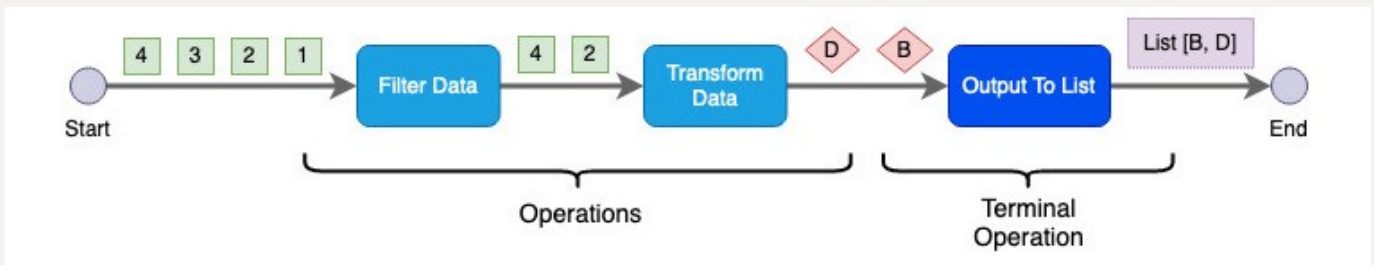 4 3 2 1
4 2
D B
List [B, D]
Filter Data
Transform
Data
Output To List
Start
End
Operations
Terminal
Operation